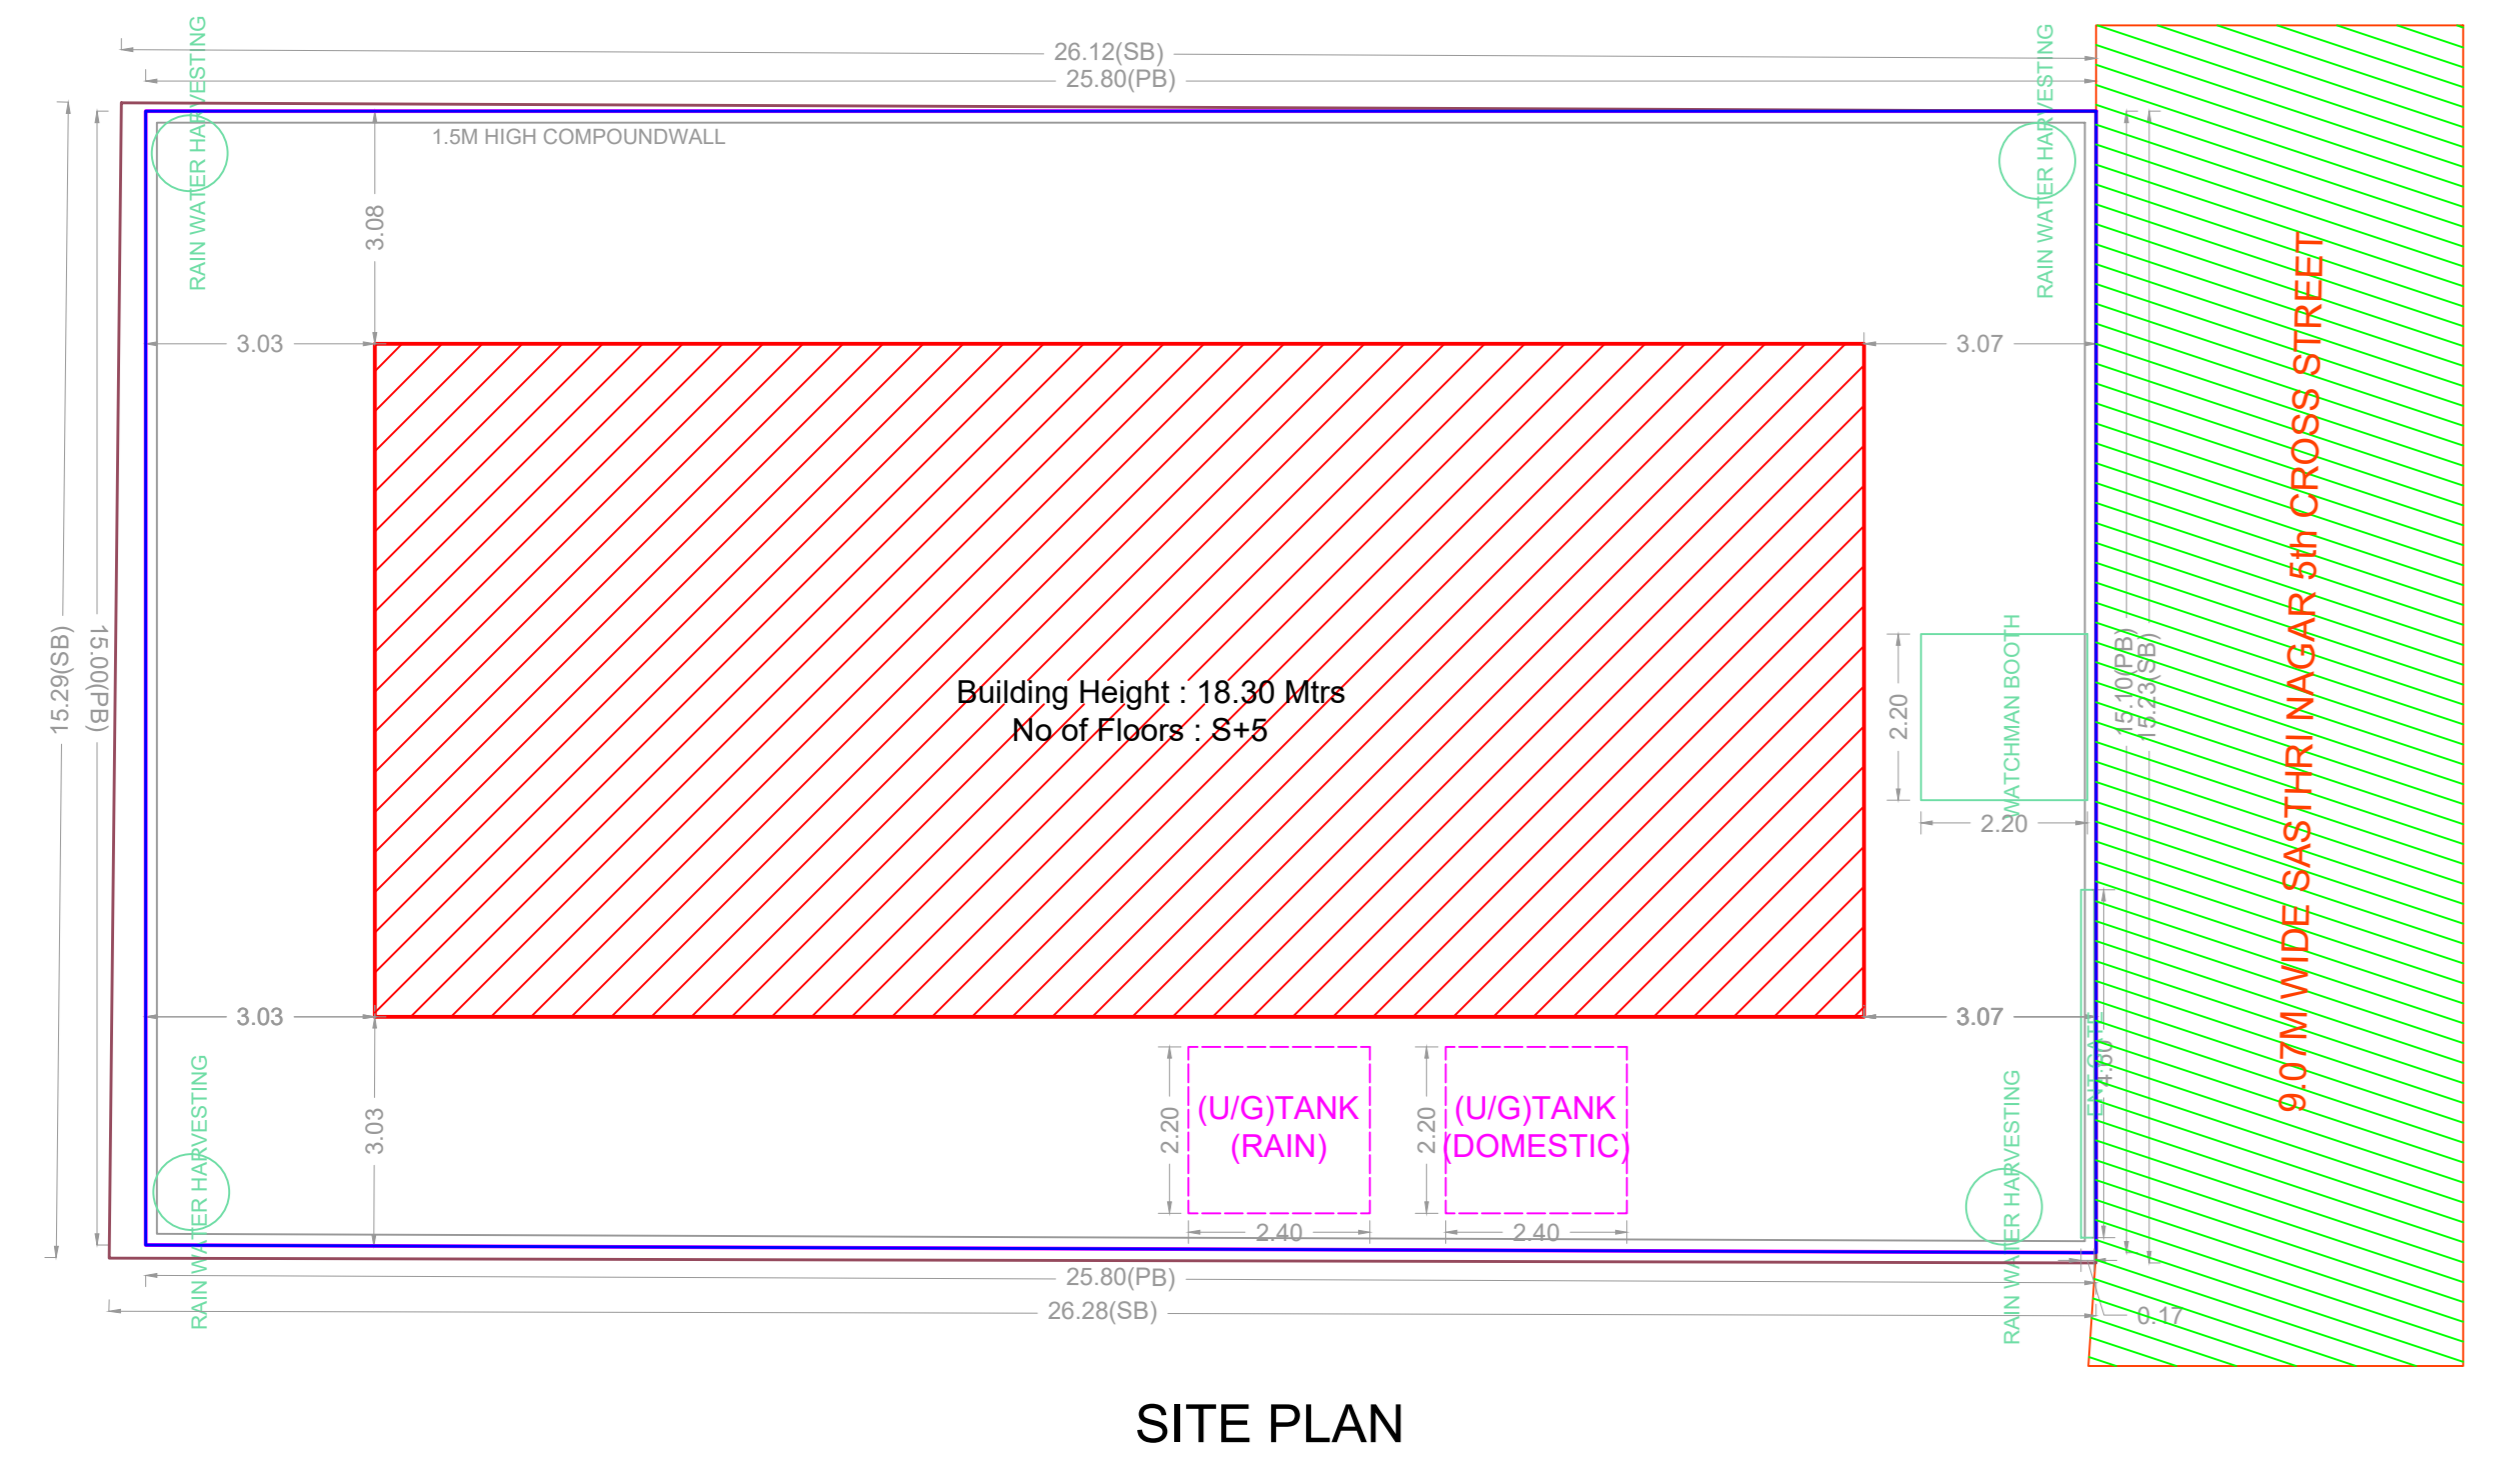 26.12(SB)
25.80(PB)
RAIN WATER HARVESTING
RAIN WATER HARVESTING
1.5M HIGH COMPOUNDWALL
3.08
3.03
3.07
15.29(SB)
15.00(PB)
Building Height : 18.30 Mtrs
No of Floors : S+5
2.20
WATCHMAN BOOTH
2.20
15.10(PB)
15.23(SB)
9.07M WIDE SASTHRI NAGAR 5th CROSS STREET
3.03
3.07
3.03
2.20
(U/G)TANK
(RAIN)
2.40
2.20
(U/G)TANK
(DOMESTIC)
2.40
ENT GATE
RAIN WATER HARVESTING
RAIN WATER HARVESTING
25.80(PB)
26.28(SB)
0.17
SITE PLAN